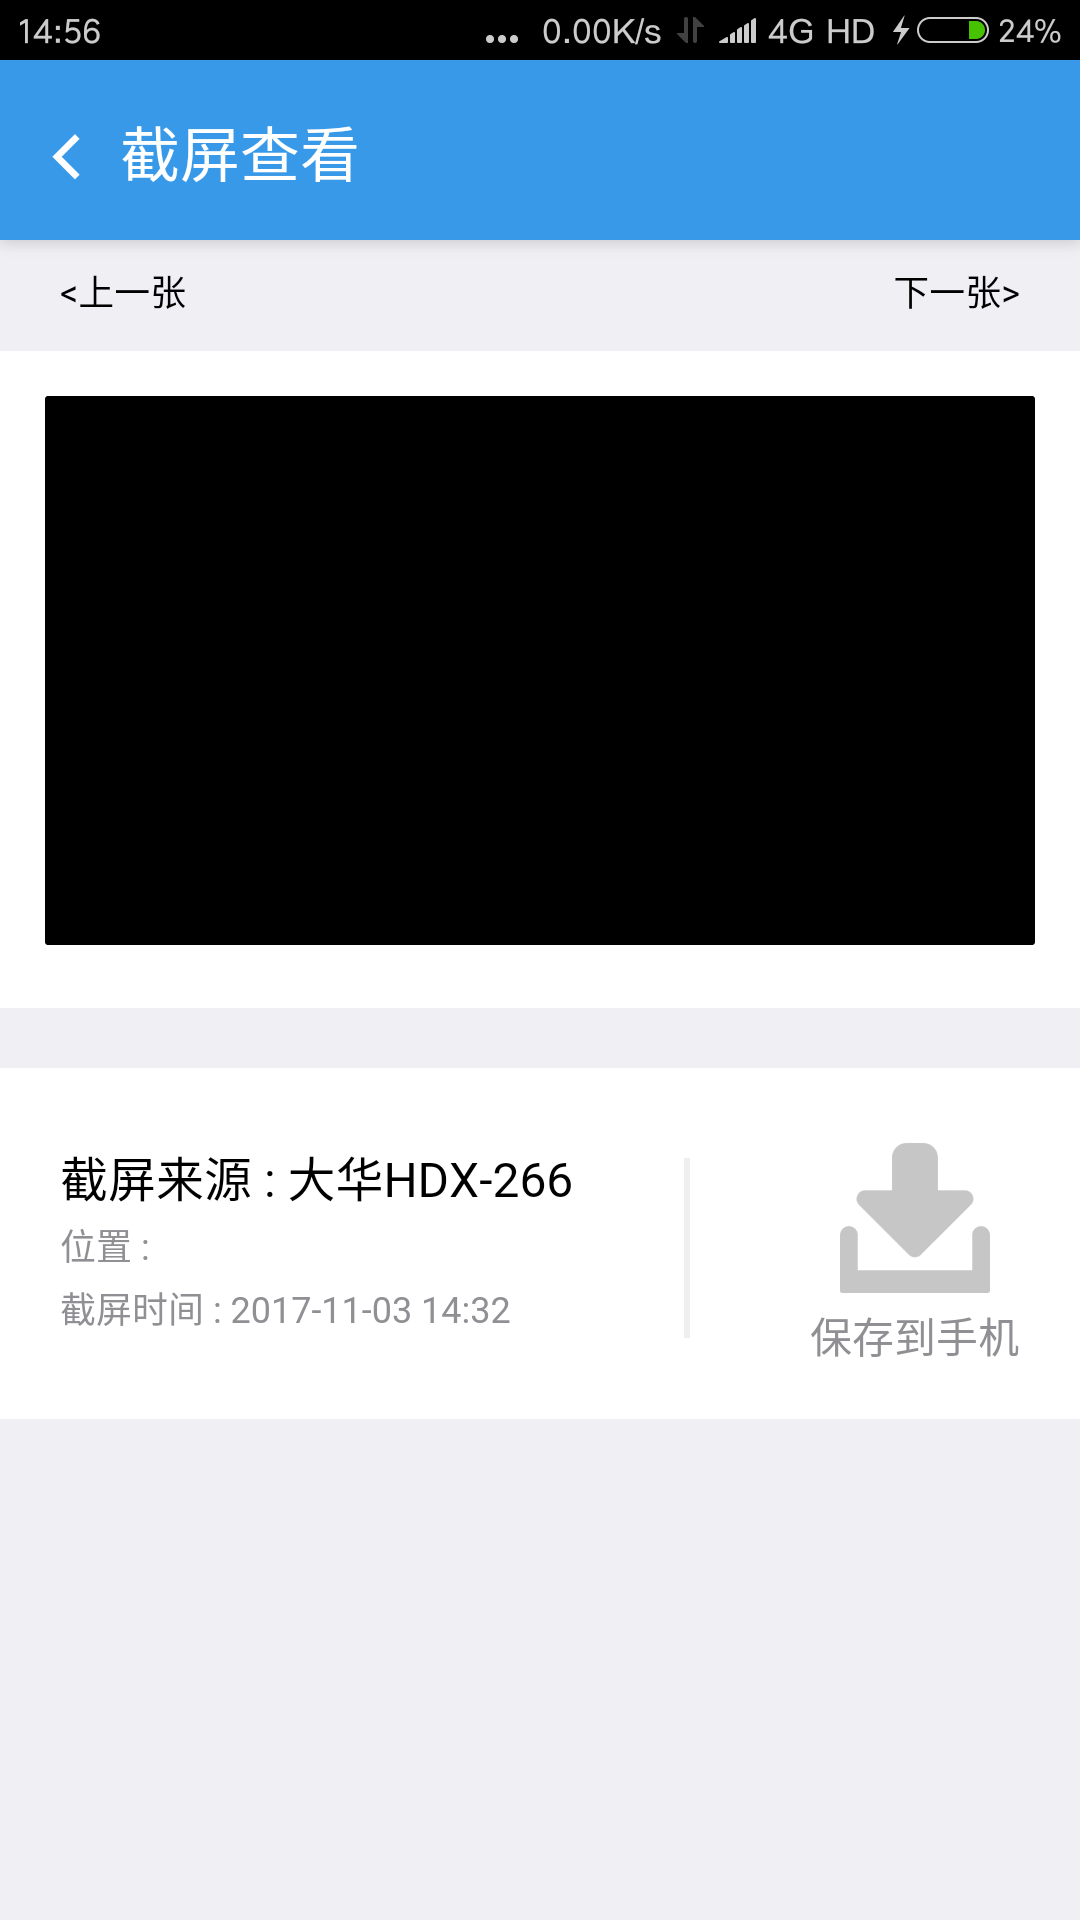 14:56 ... 0.00K/s 4G HD 24%
截屏查看
<上一张 下一张>
截屏来源 : 大华HDX-266
位置 :
截屏时间 : 2017-11-03 14:32
保存到手机